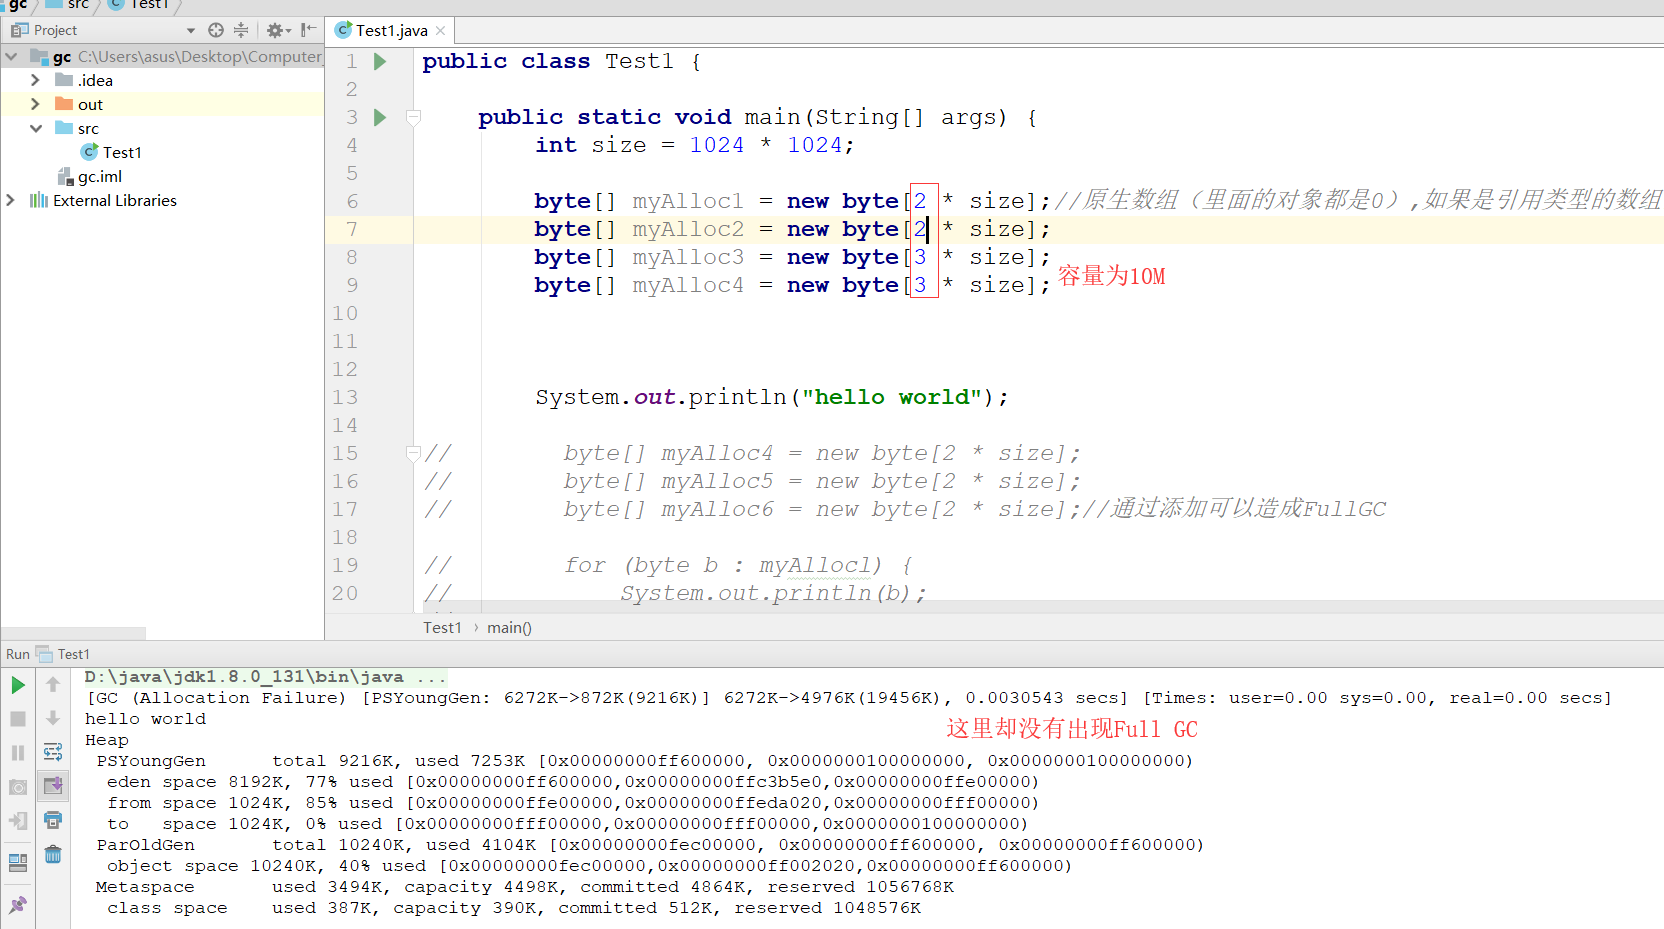 gc src Test1
Project
Test1.java
gc C:\Users\asus\Desktop\Computer_
.idea
out
src
Test1
gc.iml
External Libraries
1 public class Test1 {
2
3 public static void main(String[] args) {
4 int size = 1024 * 1024;
5
6 byte[] myAlloc1 = new byte[2 * size];//原生数组（里面的对象都是0）,如果是引用类型的数组
7 byte[] myAlloc2 = new byte[2 * size];
8 byte[] myAlloc3 = new byte[3 * size];
9 byte[] myAlloc4 = new byte[3 * size];
容量为10M
10
11
12
13 System.out.println("hello world");
14
15 // byte[] myAlloc4 = new byte[2 * size];
16 // byte[] myAlloc5 = new byte[2 * size];
17 // byte[] myAlloc6 = new byte[2 * size];//通过添加可以造成FullGC
18
19 // for (byte b : myAllocl) {
20 // System.out.println(b);
Test1 › main()
Run Test1
D:\java\jdk1.8.0_131\bin\java ...
[GC (Allocation Failure) [PSYoungGen: 6272K->872K(9216K)] 6272K->4976K(19456K), 0.0030543 secs] [Times: user=0.00 sys=0.00, real=0.00 secs]
hello world
这里却没有出现Full GC
Heap
PSYoungGen total 9216K, used 7253K [0x00000000ff600000, 0x0000000100000000, 0x0000000100000000)
eden space 8192K, 77% used [0x00000000ff600000,0x00000000ffc3b5e0,0x00000000ffe00000)
from space 1024K, 85% used [0x00000000ffe00000,0x00000000ffeda020,0x00000000fff00000)
to space 1024K, 0% used [0x00000000fff00000,0x00000000fff00000,0x0000000100000000)
ParOldGen total 10240K, used 4104K [0x00000000fec00000, 0x00000000ff600000, 0x00000000ff600000)
object space 10240K, 40% used [0x00000000fec00000,0x00000000ff002020,0x00000000ff600000)
Metaspace used 3494K, capacity 4498K, committed 4864K, reserved 1056768K
class space used 387K, capacity 390K, committed 512K, reserved 1048576K